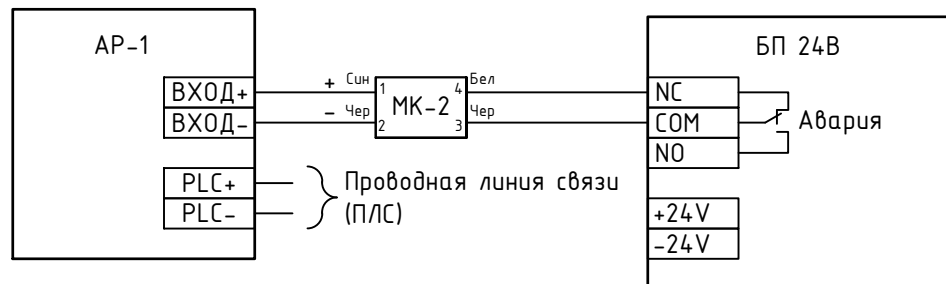 АР-1
БП 24В
ВХОД+
+ Син
1
4
Бел
NC
МК-2
ВХОД-
- Чер
2
3
Чер
COM
Авария
NO
PLC+
Проводная линия связи
PLC-
(ПЛС)
+24V
-24V